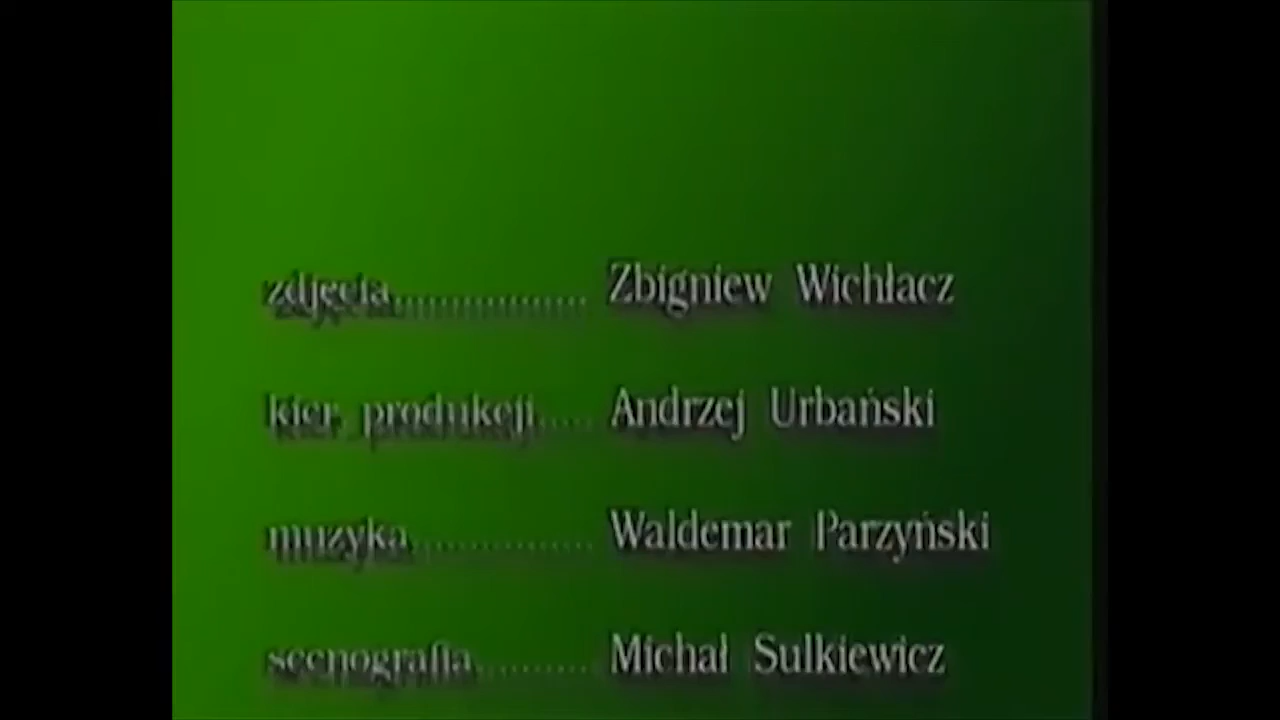 zdjęcia................ Zbigniew Wichłacz
kier. produkcji..... Andrzej Urbański
muzyka............... Waldemar Parzyński
scenografia.......... Michał Sulkiewicz